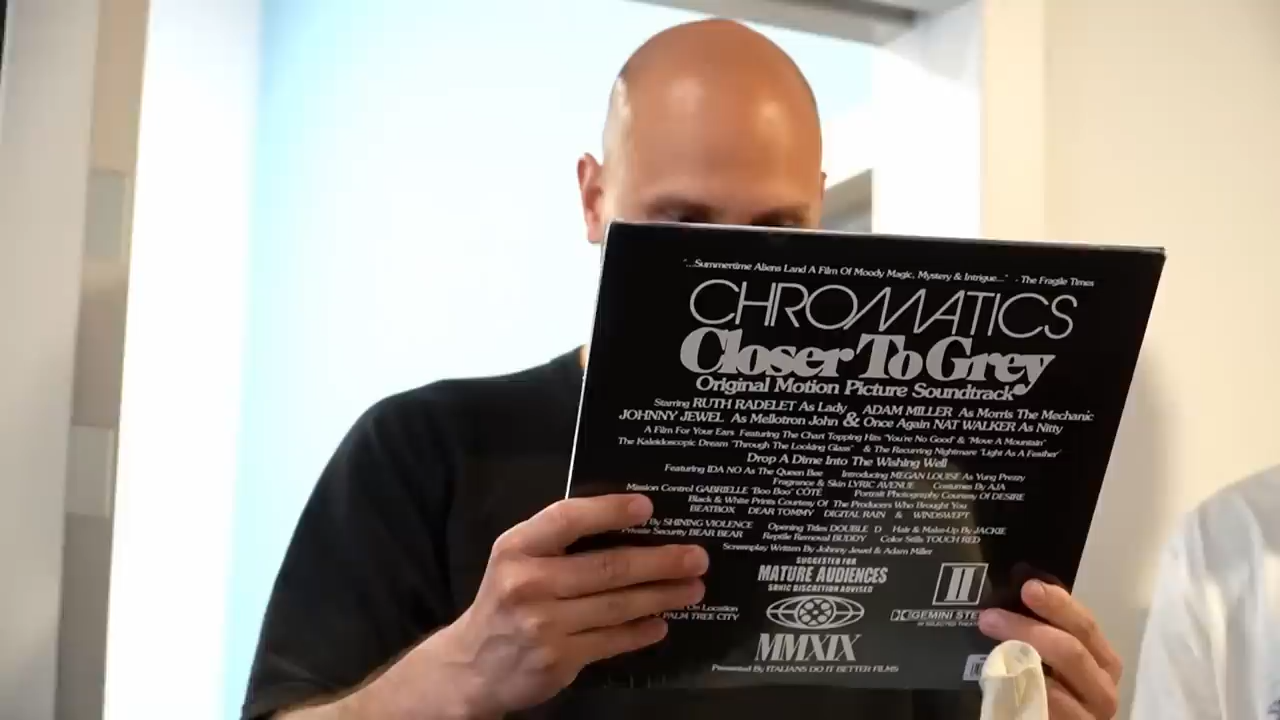 "...Summertime Aliens Land A Film Of Moody Magic, Mystery & Intrigue..." - The Fragile Times
CHROMATICS
Closer To Grey
Original Motion Picture Soundtrack
Starring RUTH RADELET As Lady ADAM MILLER As Morris The Mechanic
JOHNNY JEWEL As Mellotron John & Once Again NAT WALKER As Nitty
A Film For Your Ears Featuring The Chart Topping Hits "You're No Good" & "Move A Mountain"
The Kaleidoscopic Dream "Through The Looking Glass" & The Recurring Nightmare "Light As A Feather"
Drop A Dime Into The Wishing Well
Featuring IDA NO As The Queen Bee Introducing MEGAN LOUISE As Yung Prezzy
Fragrance & Skin LYRIC AVENUE Costumes By AJA
Mission Control GABRIELLE "Boo Boo" CÔTÉ Portrait Photography Courtesy Of DESIRE
Black & White Prints Courtesy Of The Producers Who Brought You
BEATBOX DEAR TOMMY DIGITAL RAIN & WINDSWEPT
By SHINING VIOLENCE Opening Titles DOUBLE D Hair & Make-Up By JACKIE
Private Security BEAR BEAR Reptile Removal BUDDY Color Stills TOUCH RED
Screenplay Written By Johnny Jewel & Adam Miller
SUGGESTED FOR
MATURE AUDIENCES
SONIC DISCRETION ADVISED
II
On Location
PALM TREE CITY
GEMINI STE
IN SELECTED
MMXIX
Presented By ITALIANS DO IT BETTER FILMS